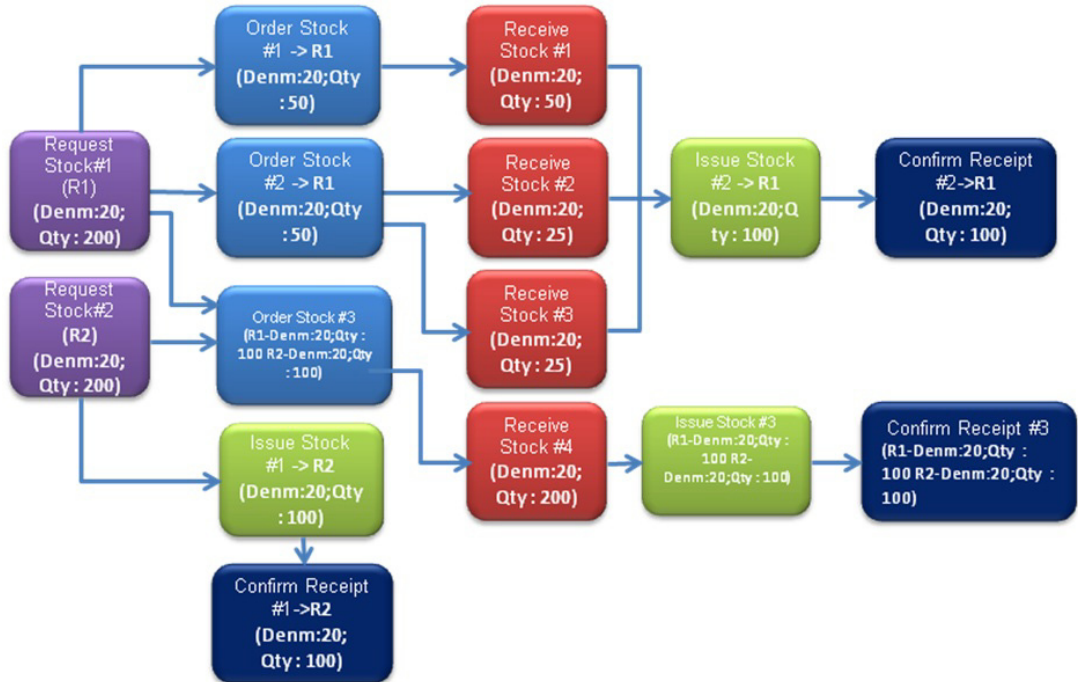 Order Stock
#1 -> R1
(Denm:20;Qty
: 50)
Receive
Stock #1
(Denm:20;
Qty : 50)
Request
Stock#1
(R1)
(Denm:20;
Qty : 200)
Order Stock
#2 -> R1
(Denm:20;Qty
: 50)
Receive
Stock #2
(Denm:20;
Qty : 25)
Issue Stock
#2 -> R1
(Denm:20;Q
ty : 100)
Confirm Receipt
#2->R1
(Denm:20;
Qty : 100)
Request
Stock#2
(R2)
(Denm:20;
Qty : 200)
Order Stock #3
(R1-Denm:20;Qty :
100 R2-Denm:20;Qty
: 100)
Receive
Stock #3
(Denm:20;
Qty : 25)
Issue Stock
#1 -> R2
(Denm:20;Qty
: 100)
Receive
Stock #4
(Denm:20;
Qty : 200)
Issue Stock #3
(R1-Denm:20;Qty :
100 R2-
Denm:20;Qty : 100)
Confirm Receipt #3
(R1-Denm:20;Qty :
100 R2-Denm:20;Qty :
100)
Confirm Receipt
#1 ->R2
(Denm:20;
Qty : 100)